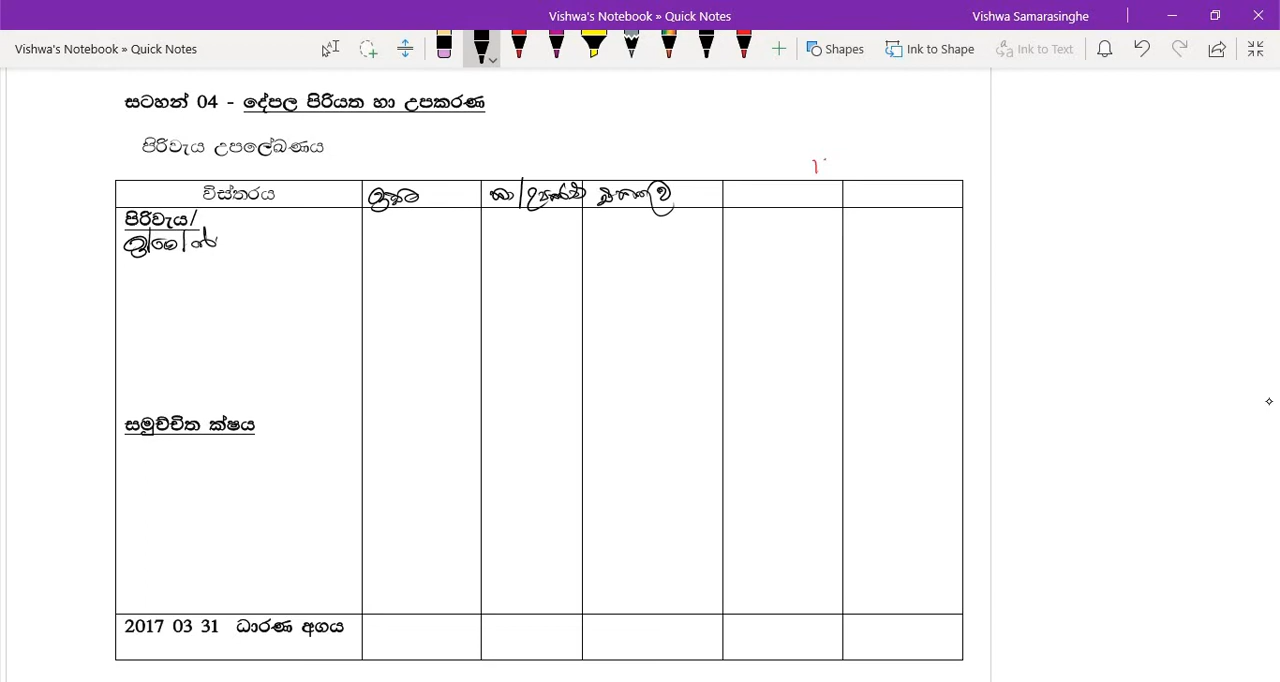 Vishwa's Notebook » Quick Notes
Vishwa Samarasinghe
Vishwa's Notebook » Quick Notes
Shapes
Ink to Shape
Ink to Text
සටහන් 04 - දේපල පිරියත හා උපකරණ
පිරිවැය උපලේඛණය
විස්තරය
පිරිවැය/
සමුච්චිත ක්ෂය
2017 03 31 ධාරණ අගය